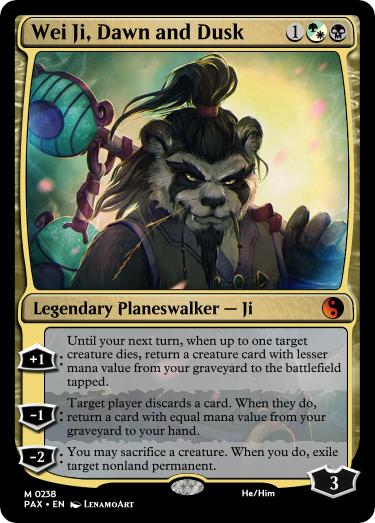 Wei Ji, Dawn and Dusk 1
Legendary Planeswalker — Ji
+1: Until your next turn, when up to one target
creature dies, return a creature card with lesser
mana value from your graveyard to the battlefield
tapped.
-1: Target player discards a card. When they do,
return a card with equal mana value from your
graveyard to your hand.
-2: You may sacrifice a creature. When you do, exile
target nonland permanent.
3
M 0238
PAX • EN LenamoArt
He/Him